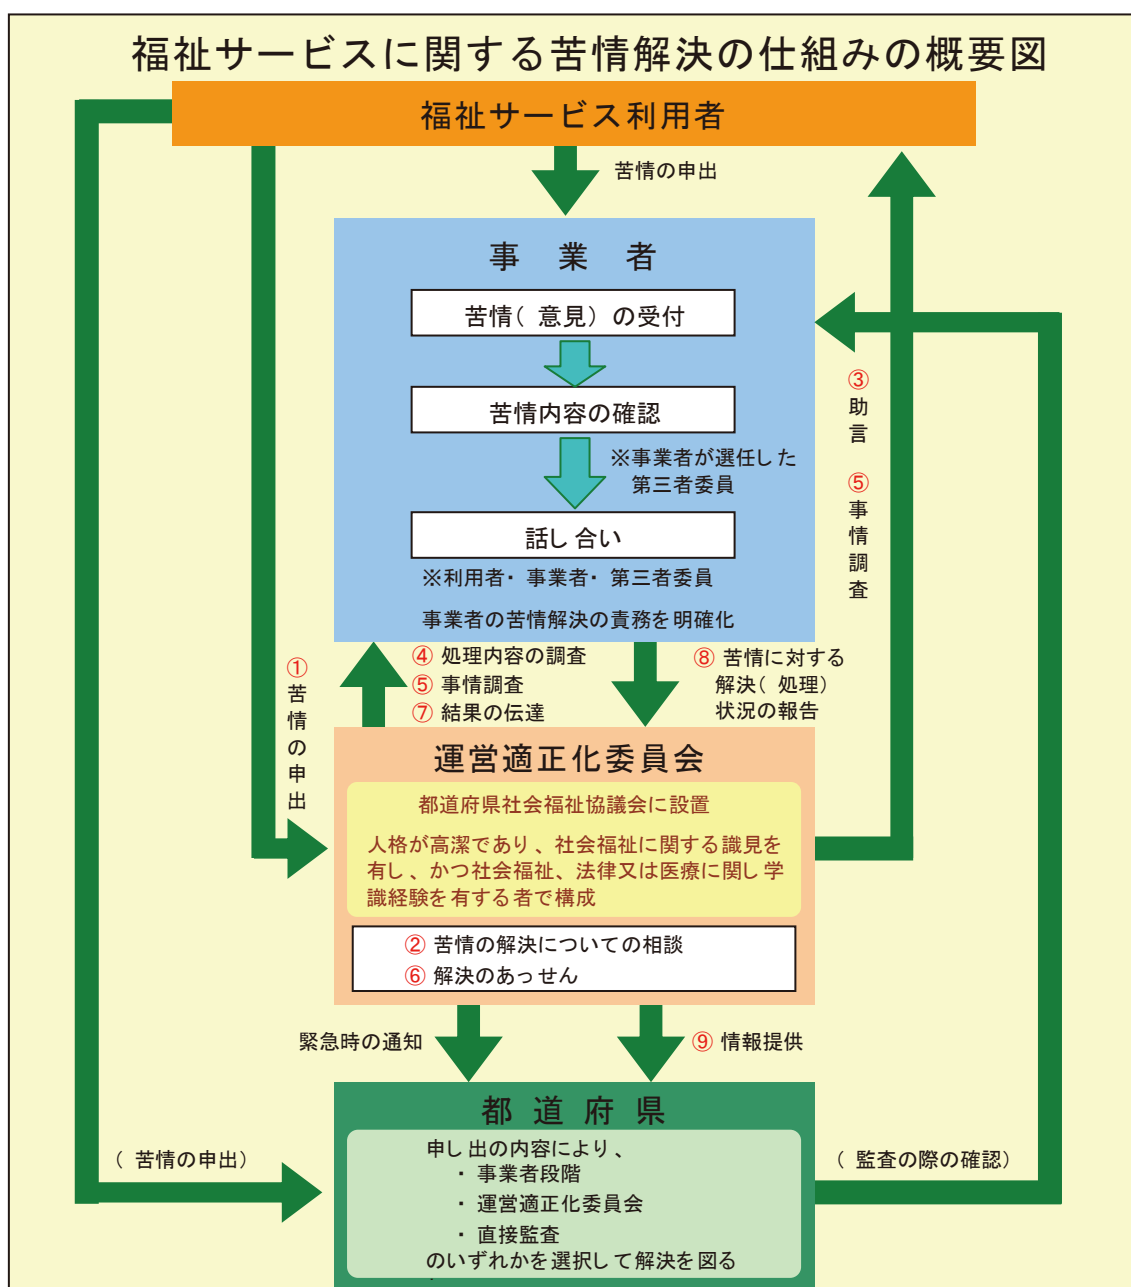 福祉サービスに関する苦情解決の仕組みの概要図
福祉サービス利用者
苦情の申出
事業者
苦情(意見)の受付
苦情内容の確認
※事業者が選任した
第三者委員
話し合い
※利用者・事業者・第三者委員
事業者の苦情解決の責務を明確化
③助言
⑤事情調査
①苦情の申出
④ 処理内容の調査
⑤ 事情調査
⑦ 結果の伝達
⑧ 苦情に対する
解決(処理)
状況の報告
運営適正化委員会
都道府県社会福祉協議会に設置
人格が高潔であり、社会福祉に関する識見を
有し、かつ社会福祉、法律又は医療に関し学
識経験を有する者で構成
② 苦情の解決についての相談
⑥ 解決のあっせん
緊急時の通知
⑨ 情報提供
都道府県
(苦情の申出)
申し出の内容により、
・事業者段階
・運営適正化委員会
・直接監査
のいずれかを選択して解決を図る
(監査の際の確認)